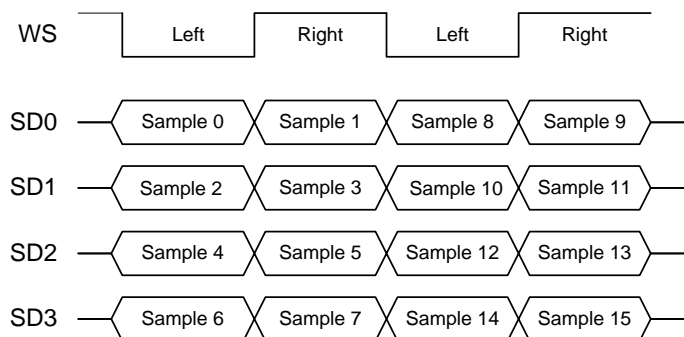 WS Left Right Left Right
SD0 Sample 0 Sample 1 Sample 8 Sample 9
SD1 Sample 2 Sample 3 Sample 10 Sample 11
SD2 Sample 4 Sample 5 Sample 12 Sample 13
SD3 Sample 6 Sample 7 Sample 14 Sample 15